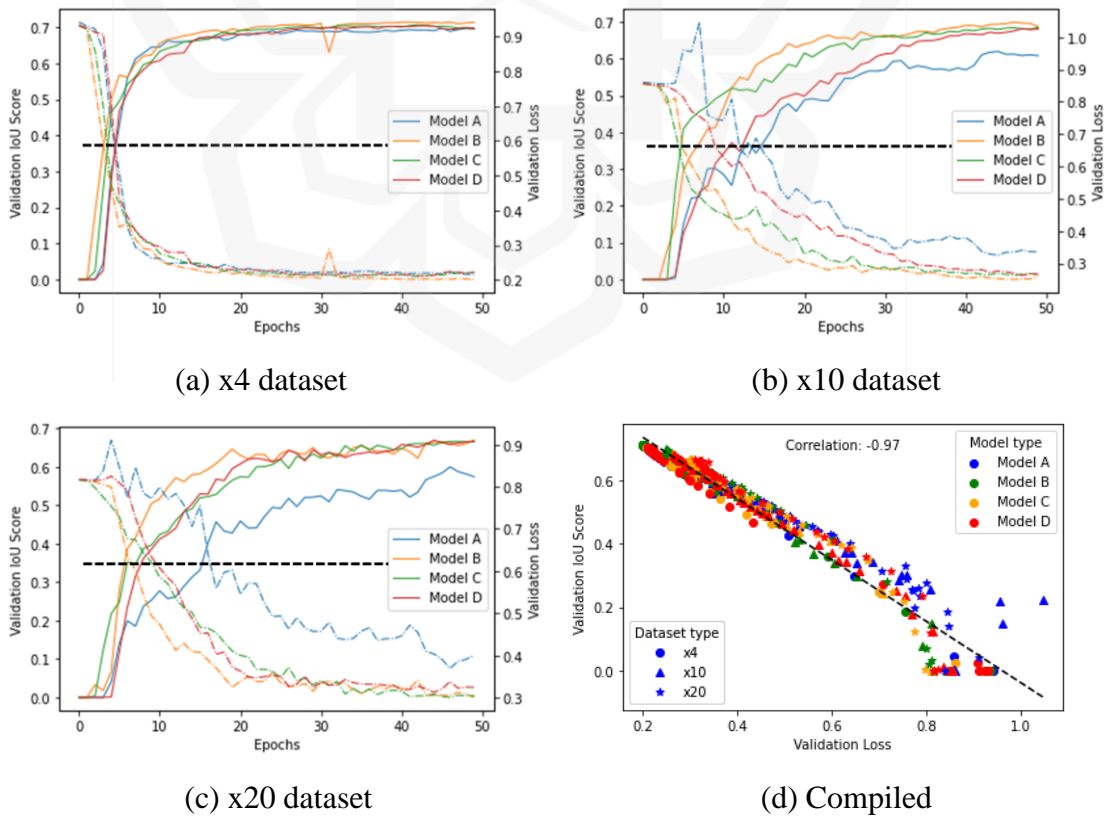 0.7
0.6
0.5
0.4
0.3
0.2
0.1
0.0
Validation IoU Score
0 10 20 30 40 50
Epochs
0.9
0.8
0.7
0.6
0.5
0.4
0.3
0.2
Validation Loss
Model A
Model B
Model C
Model D
(a) x4 dataset
0.7
0.6
0.5
0.4
0.3
0.2
0.1
0.0
Validation IoU Score
0 10 20 30 40 50
Epochs
1.0
0.9
0.8
0.7
0.6
0.5
0.4
0.3
Validation Loss
Model A
Model B
Model C
Model D
(b) x10 dataset
0.7
0.6
0.5
0.4
0.3
0.2
0.1
0.0
Validation IoU Score
0 10 20 30 40 50
Epochs
0.9
0.8
0.7
0.6
0.5
0.4
0.3
Validation Loss
Model A
Model B
Model C
Model D
(c) x20 dataset
Correlation: -0.97
Model type
Model A
Model B
Model C
Model D
0.6
0.4
0.2
0.0
Validation IoU Score
Dataset type
x4
x10
x20
0.2 0.4 0.6 0.8 1.0
Validation Loss
(d) Compiled